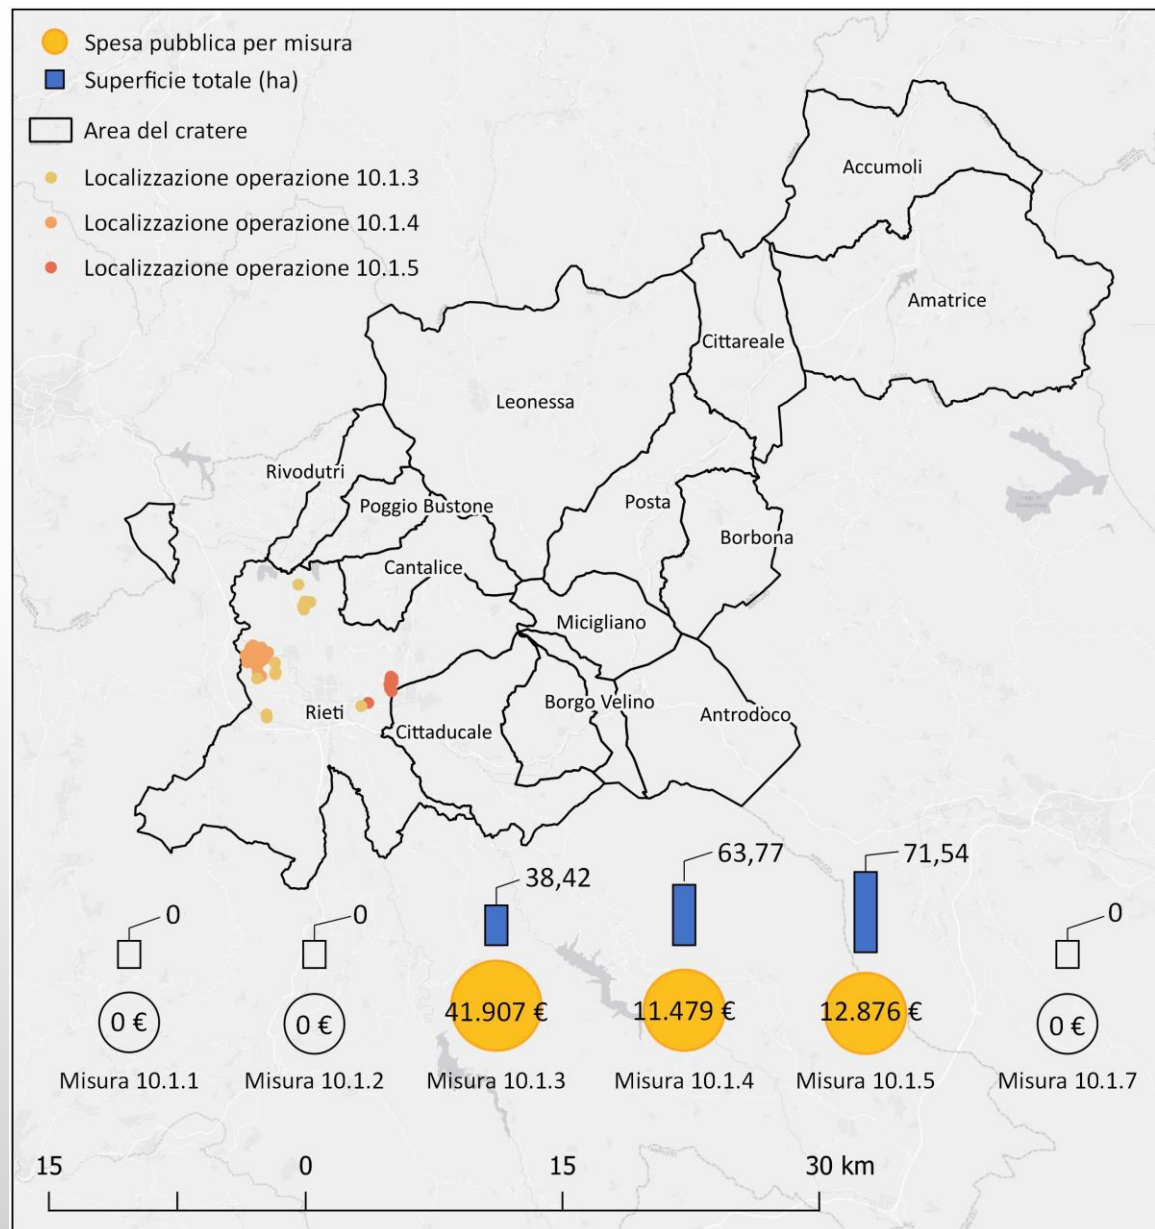 Spesa pubblica per misura
Superficie totale (ha)
Area del cratere
Localizzazione operazione 10.1.3
Localizzazione operazione 10.1.4
Localizzazione operazione 10.1.5
Accumoli
Amatrice
Cittareale
Leonessa
Rivodutri
Poggio Bustone
Posta
Borbona
Cantalice
Micigliano
Rieti
Borgo Velino
Antrodoco
Cittaducale
0
0
38,42
63,77
71,54
0
0 €
0 €
41.907 €
11.479 €
12.876 €
0 €
Misura 10.1.1
Misura 10.1.2
Misura 10.1.3
Misura 10.1.4
Misura 10.1.5
Misura 10.1.7
15
0
15
30 km